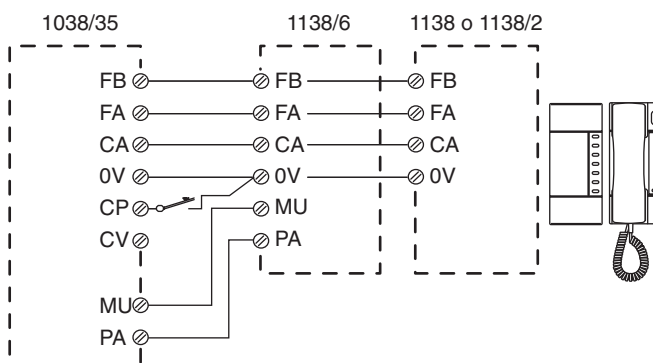 1038/35 1138/6 1138 o 1138/2
FB FB FB
FA FA FA
CA CA CA
0V 0V 0V
CP MU
CV PA
MU
PA